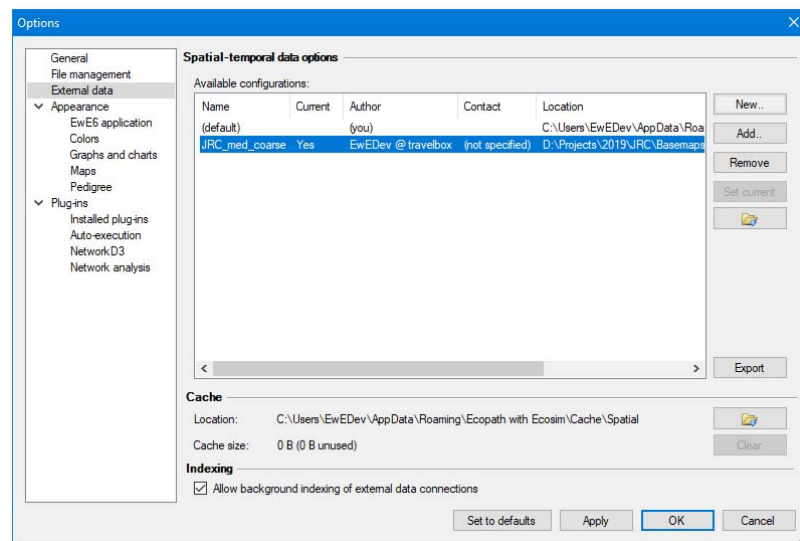 Options
General
File management
External data
Appearance
EwE6 application
Colors
Graphs and charts
Maps
Pedigree
Plug-ins
Installed plug-ins
Auto-execution
NetworkD3
Network analysis
Spatial-temporal data options
Available configurations:
Name Current Author Contact Location
(default) (you) C:\Users\EwEDev\AppData\Roa
JRC_med_coarse Yes EwEDev @ travelbox (not specified) D:\Projects\2019\JRC\Basemaps
New..
Add..
Remove
Set current
Export
Cache
Location: C:\Users\EwEDev\AppData\Roaming\Ecopath with Ecosim\Cache\Spatial
Cache size: 0 B (0 B unused)
Clear
Indexing
Allow background indexing of external data connections
Set to defaults Apply OK Cancel